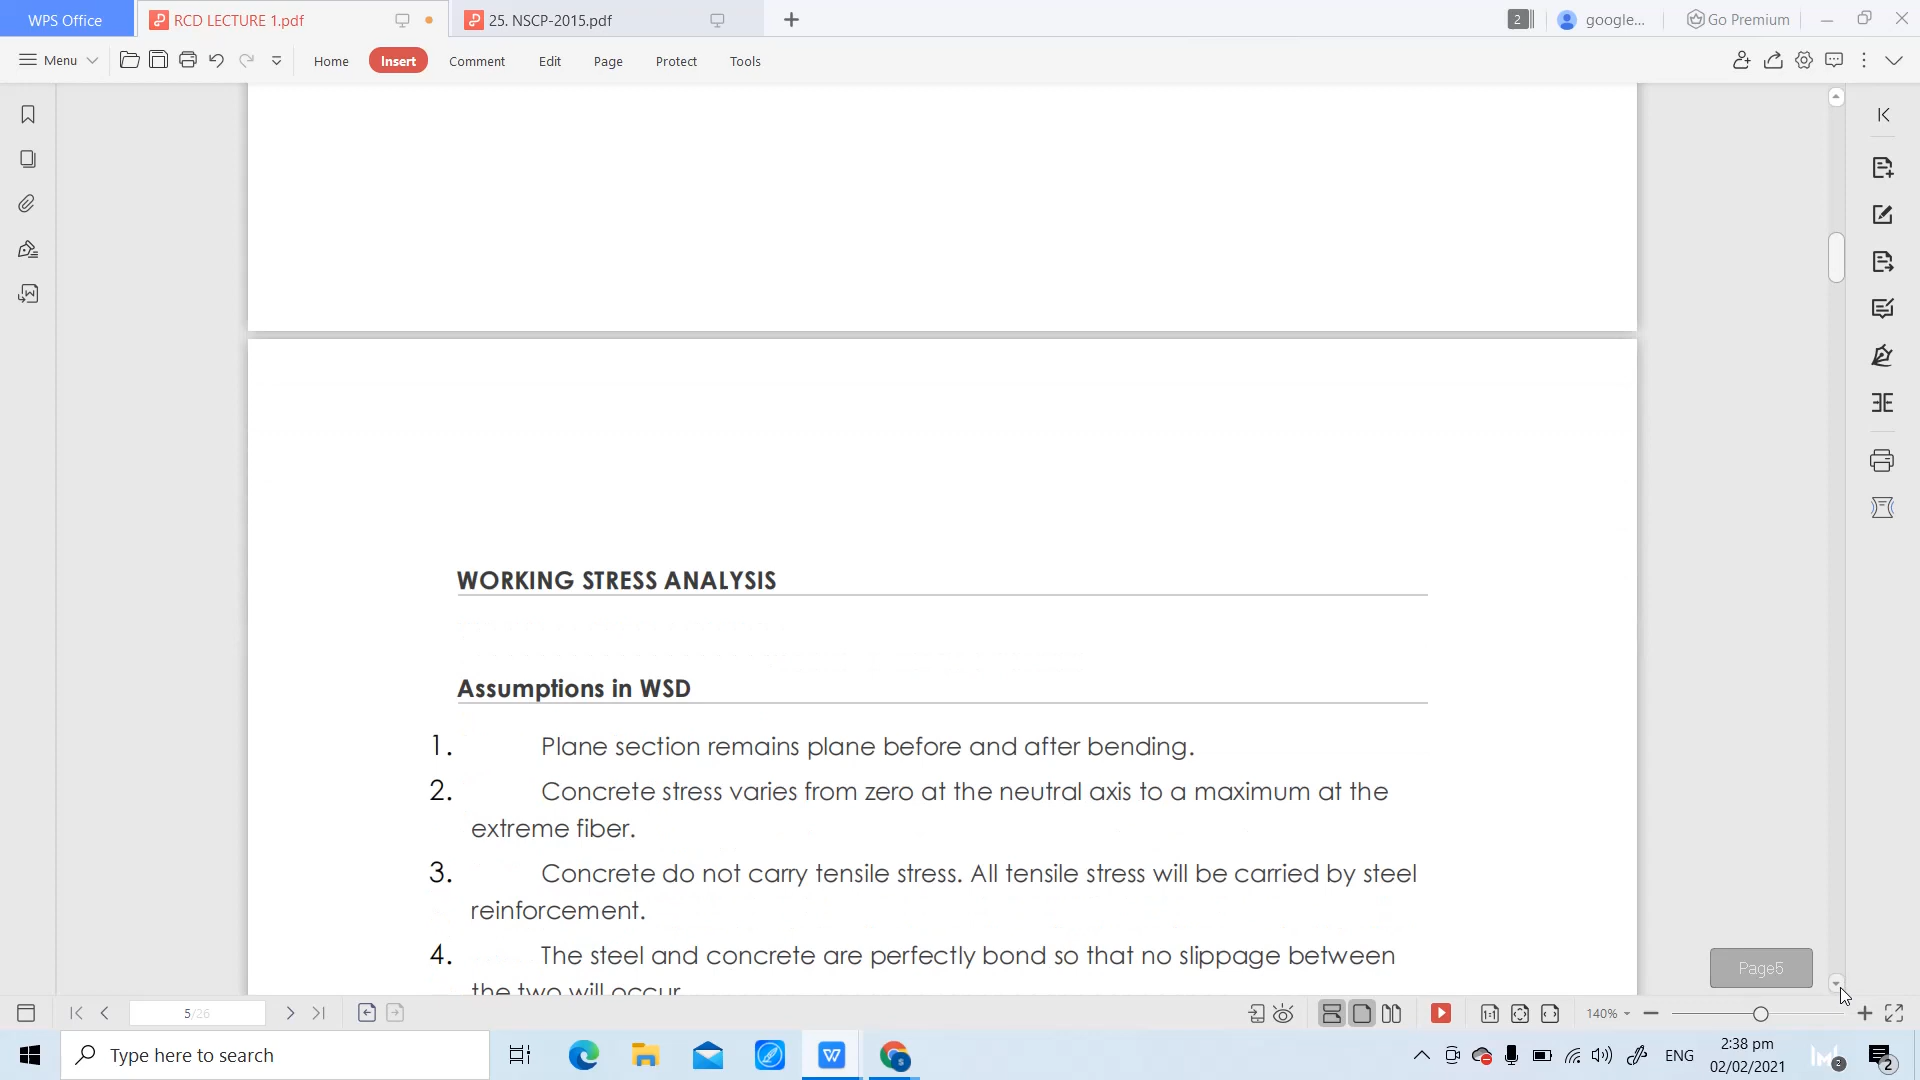 WPS Office
RCD LECTURE 1.pdf
25. NSCP-2015.pdf
2
google...
Go Premium
Menu
Home
Insert
Comment
Edit
Page
Protect
Tools
WORKING STRESS ANALYSIS
Assumptions in WSD
1. Plane section remains plane before and after bending.
2. Concrete stress varies from zero at the neutral axis to a maximum at the
extreme fiber.
3. Concrete do not carry tensile stress. All tensile stress will be carried by steel
reinforcement.
4. The steel and concrete are perfectly bond so that no slippage between
the two will occur
Page5
5/26
1:1
140%
Type here to search
ENG
2:38 pm
02/02/2021
2
2